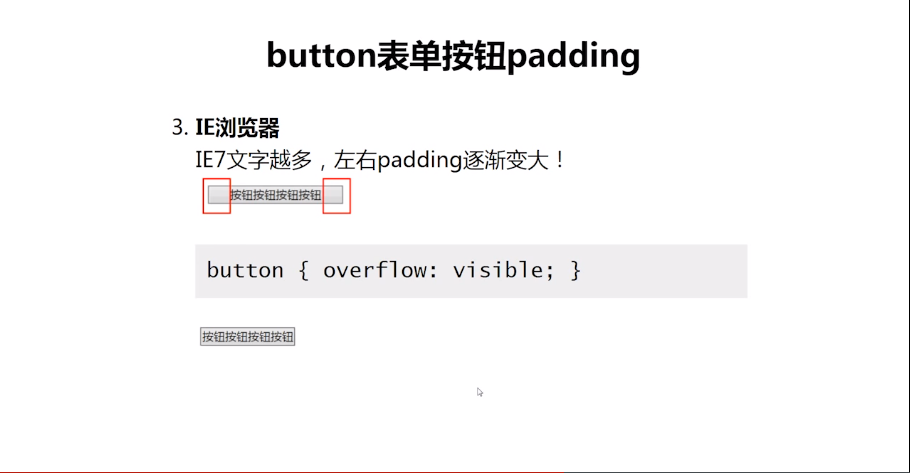 button表单按钮padding
3. IE浏览器
IE7文字越多，左右padding逐渐变大！
按钮按钮按钮按钮
button { overflow: visible; }
按钮按钮按钮按钮